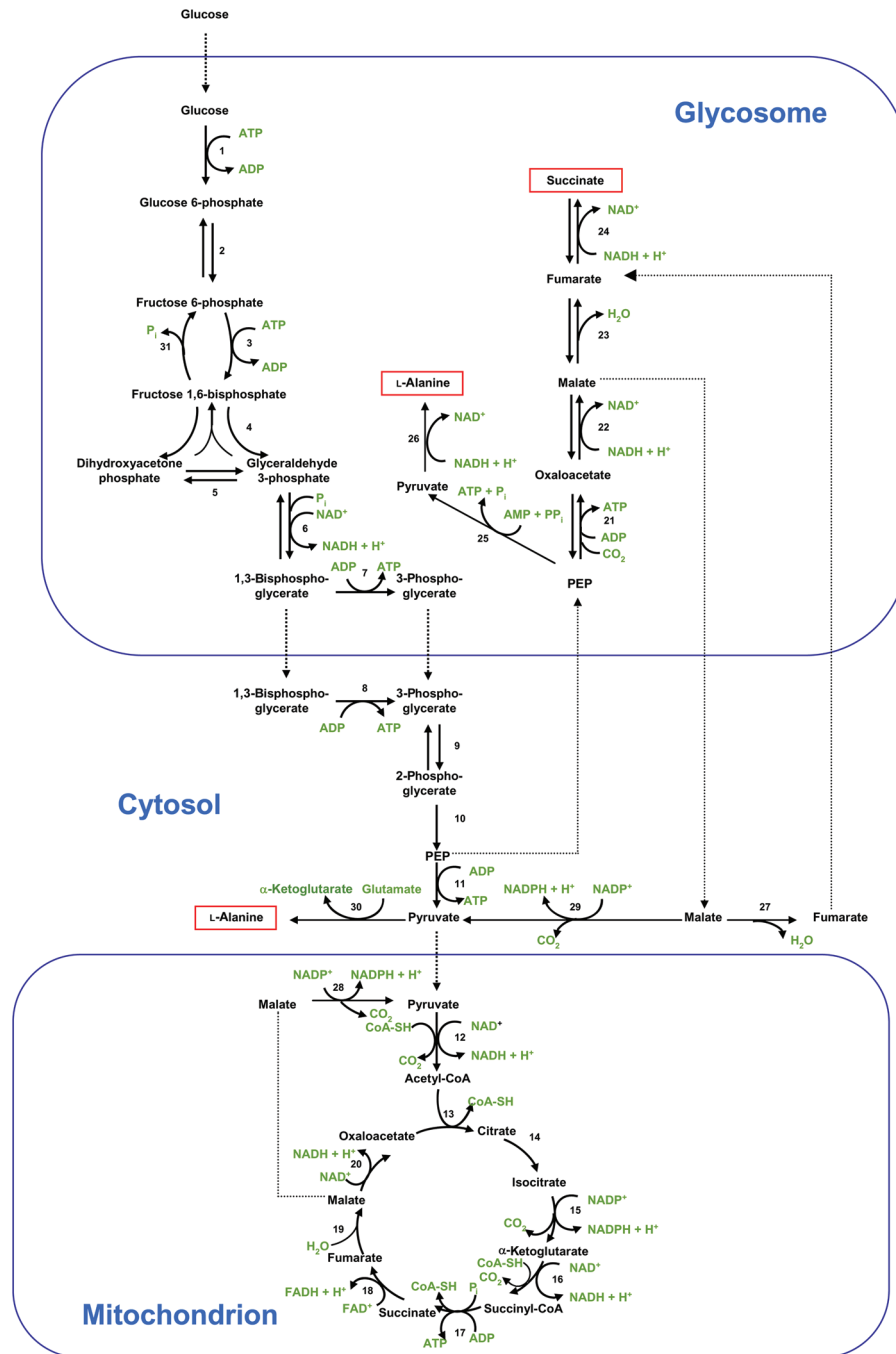 Glucose
Glycosome
Glucose
ATP
1
ADP
Glucose 6-phosphate
2
Fructose 6-phosphate
Pi
31
3
ATP
ADP
Fructose 1,6-bisphosphate
4
Dihydroxyacetone
phosphate
Glyceraldehyde
3-phosphate
5
Pi
NAD+
6
NADH + H+
1,3-Bisphospho-
glycerate
ADP
7
ATP
3-Phospho-
glycerate
Succinate
NAD+
24
NADH + H+
Fumarate
H2O
23
Malate
NAD+
22
NADH + H+
Oxaloacetate
ATP
21
ADP
CO2
PEP
L-Alanine
NAD+
26
NADH + H+
Pyruvate
ATP + Pi
AMP + PPi
25
1,3-Bisphospho-
glycerate
8
ADP
ATP
3-Phospho-
glycerate
9
2-Phospho-
glycerate
Cytosol
10
PEP
ADP
11
ATP
α-Ketoglutarate
Glutamate
30
L-Alanine
Pyruvate
NADPH + H+
NADP+
29
CO2
Malate
27
H2O
Fumarate
NADP+
NADPH + H+
28
Malate
CO2
Pyruvate
CoA-SH
NAD+
12
CO2
NADH + H+
Acetyl-CoA
CoA-SH
13
Oxaloacetate
Citrate
14
NADH + H+
20
NAD+
Isocitrate
Malate
NADP+
15
CO2
NADPH + H+
19
H2O
α-Ketoglutarate
Fumarate
CoA-SH
NAD+
CO2
16
FADH + H+
18
CoA-SH
Pi
NADH + H+
FAD+
Succinate
Succinyl-CoA
17
ATP
ADP
Mitochondrion